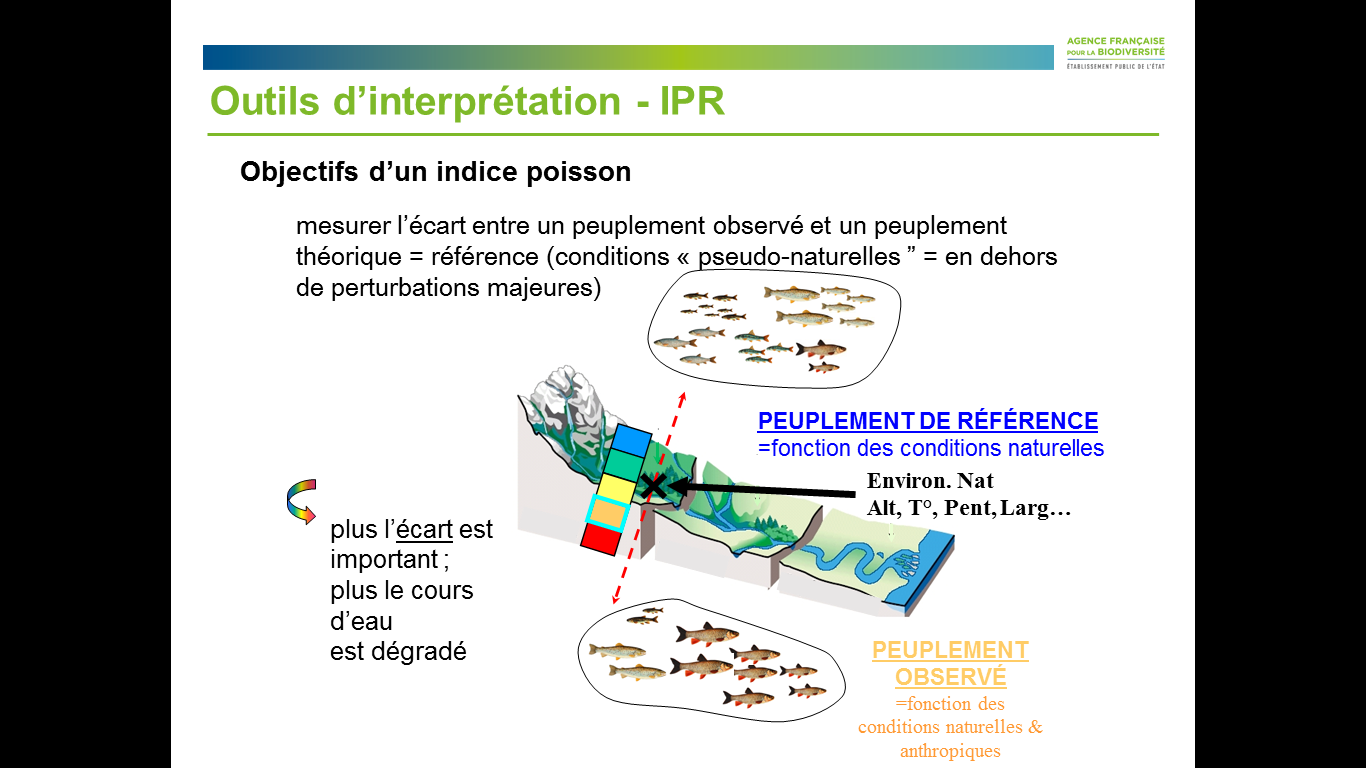 AGENCE FRANÇAISE
POUR LA BIODIVERSITÉ
ÉTABLISSEMENT PUBLIC DE L'ÉTAT
Outils d’interprétation - IPR
Objectifs d’un indice poisson
mesurer l’écart entre un peuplement observé et un peuplement
théorique = référence (conditions « pseudo-naturelles ” = en dehors
de perturbations majeures)
PEUPLEMENT DE RÉFÉRENCE
=fonction des conditions naturelles
Environ. Nat
Alt, T°, Pent, Larg…
plus l’écart est
important ;
plus le cours
d’eau
est dégradé
PEUPLEMENT
OBSERVÉ
=fonction des
conditions naturelles &
anthropiques